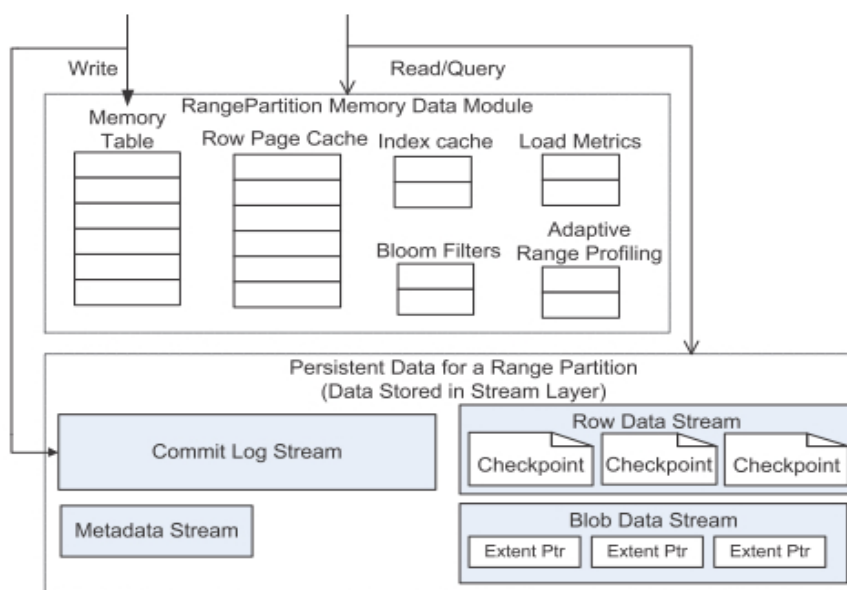 Write
Read/Query
RangePartition Memory Data Module
Memory
Table
Row Page Cache
Index cache
Load Metrics
Bloom Filters
Adaptive
Range Profiling
Persistent Data for a Range Partition
(Data Stored in Stream Layer)
Commit Log Stream
Row Data Stream
Checkpoint
Checkpoint
Checkpoint
Metadata Stream
Blob Data Stream
Extent Ptr
Extent Ptr
Extent Ptr